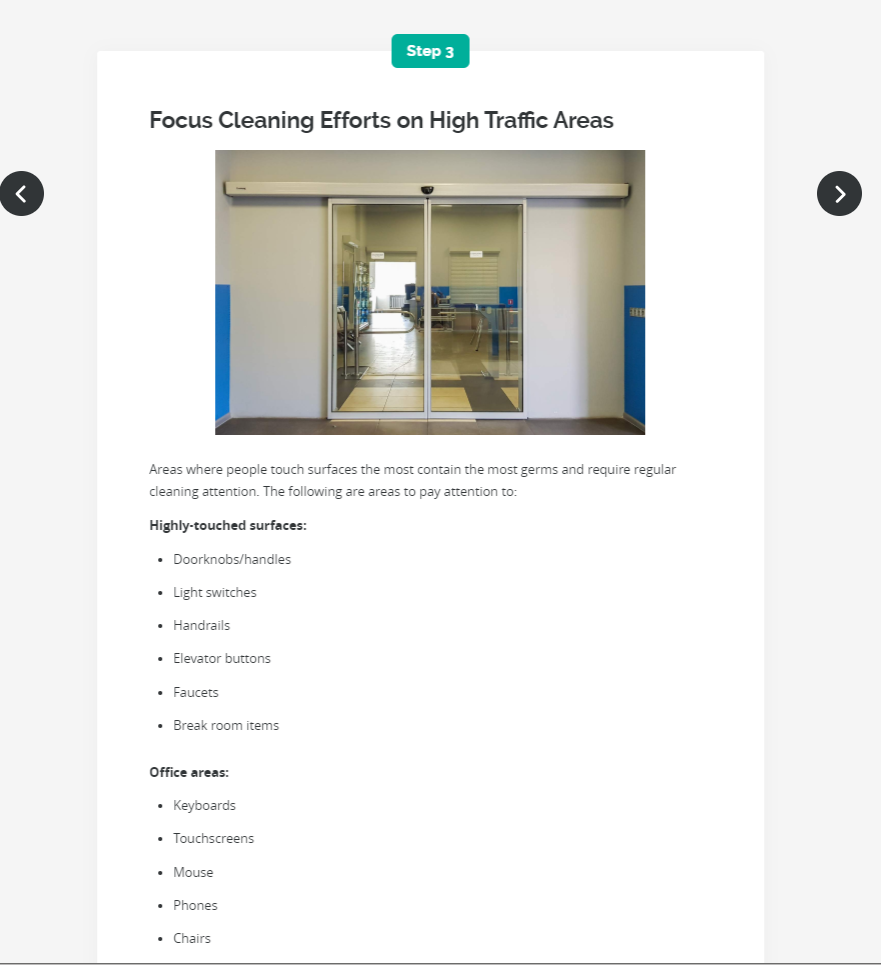 Step 3
Focus Cleaning Efforts on High Traffic Areas
Areas where people touch surfaces the most contain the most germs and require regular
cleaning attention. The following are areas to pay attention to:
Highly-touched surfaces:
Doorknobs/handles
Light switches
Handrails
Elevator buttons
Faucets
Break room items
Office areas:
Keyboards
Touchscreens
Mouse
Phones
Chairs